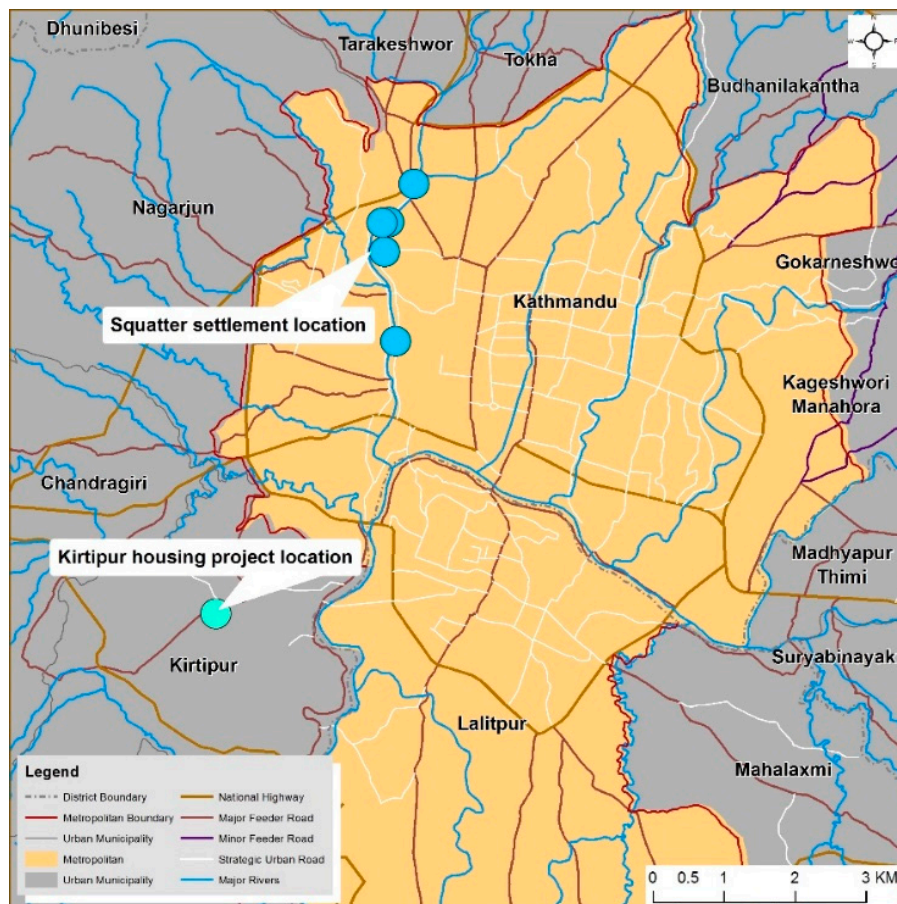 Dhunibesi
Tarakeshwor
Tokha
N
W
S
Budhanilakantha
Nagarjun
Gokarneshwo
Kathmandu
Squatter settlement location
Kageshwori
Manahora
Chandragiri
Kirtipur housing project location
Madhyapur
Thimi
Kirtipur
Suryabinayak
Lalitpur
Mahalaxmi
Legend
District Boundary
Metropolitan Boundary
Urban Municipality
Metropolitan
Urban Municipality
National Highway
Major Feeder Road
Minor Feeder Road
Strategic Urban Road
Major Rivers
0 0.5 1 2 3 KM